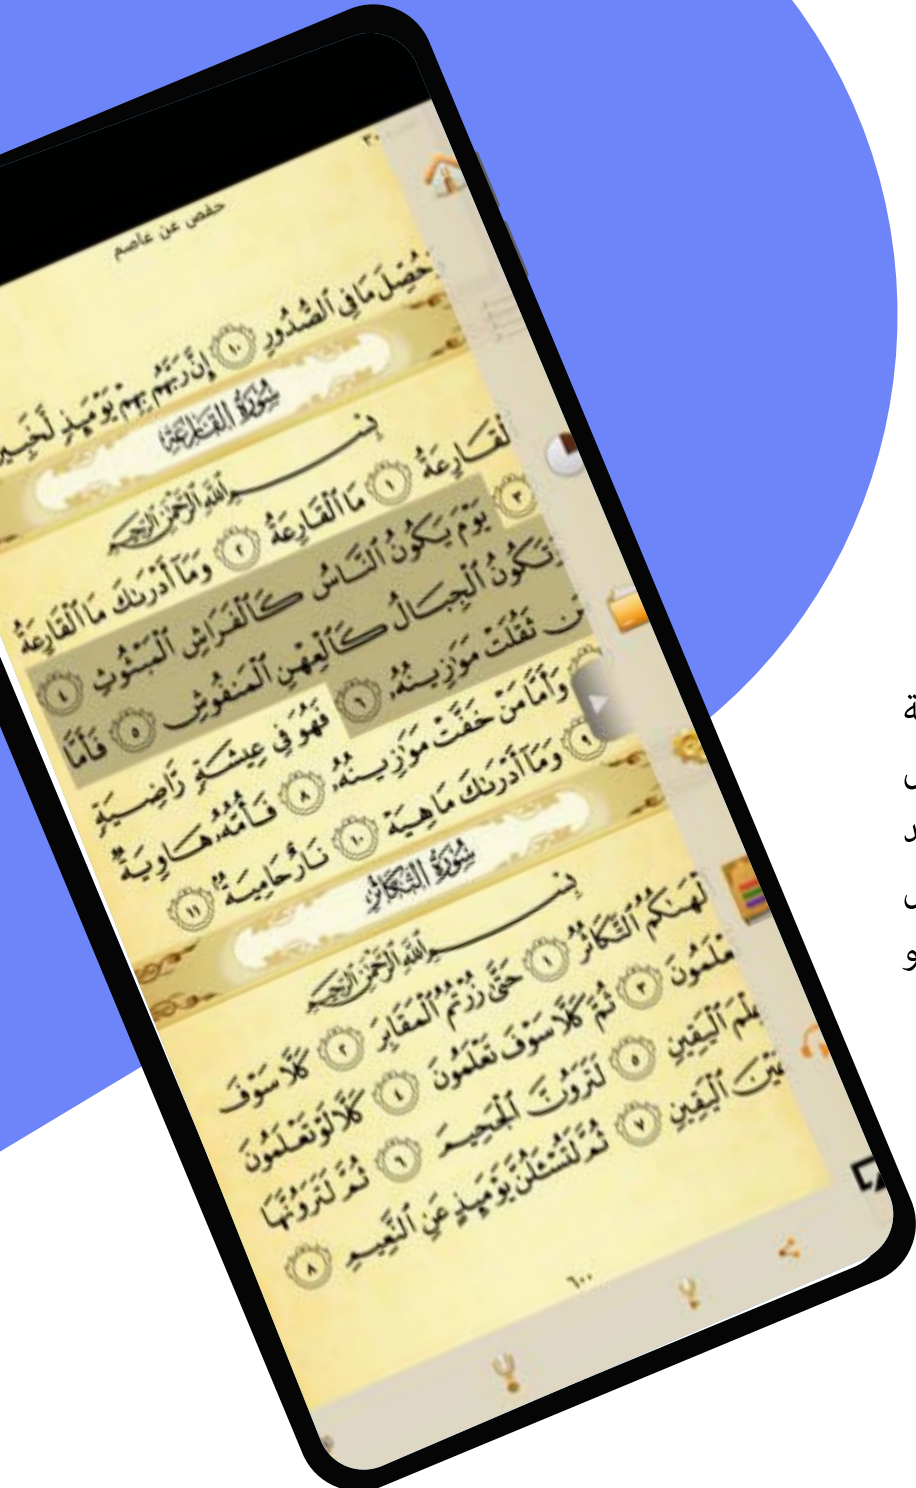 ٣٠
حفص عن عاصم
حُصِّلَ مَا فِي ٱلصُّدُورِ ١٠ إِنَّ رَبَّهُم بِهِمْ يَوْمَئِذٍ لَّخَبِير
سُورَةُ القَارِعَةِ
بِسْمِ ٱللَّهِ ٱلرَّحْمَٰنِ ٱلرَّحِيمِ
لْقَارِعَةُ ١ مَا ٱلْقَارِعَةُ ٢ وَمَآ أَدْرَىٰكَ مَا ٱلْقَارِعَةُ
٣ يَوْمَ يَكُونُ ٱلنَّاسُ كَٱلْفَرَاشِ ٱلْمَبْثُوثِ ٤
وَتَكُونُ ٱلْجِبَالُ كَٱلْعِهْنِ ٱلْمَنفُوشِ ٥ فَأَمَّا
مَن ثَقُلَتْ مَوَٰزِينُهُۥ ٦ فَهُوَ فِي عِيشَةٍ رَّاضِيَةٍ
وَأَمَّا مَنْ خَفَّتْ مَوَٰزِينُهُۥ ٨ فَأُمُّهُۥ هَاوِيَةٌ
٩ وَمَآ أَدْرَىٰكَ مَا هِيَهْ ١٠ نَارٌ حَامِيَةٌۢ ١١
سُورَةُ التَّكَاثُرِ
بِسْمِ ٱللَّهِ ٱلرَّحْمَٰنِ ٱلرَّحِيمِ
لْهَىٰكُمُ ٱلتَّكَاثُرُ ١ حَتَّىٰ زُرْتُمُ ٱلْمَقَابِرَ ٢ كَلَّا سَوْفَ
عْلَمُونَ ٣ ثُمَّ كَلَّا سَوْفَ تَعْلَمُونَ ٤ كَلَّا لَوْ تَعْلَمُونَ
عِلْمَ ٱلْيَقِينِ ٥ لَتَرَوُنَّ ٱلْجَحِيمَ ٦ ثُمَّ لَتَرَوُنَّهَا
عَيْنَ ٱلْيَقِينِ ٧ ثُمَّ لَتُسْـَٔلُنَّ يَوْمَئِذٍ عَنِ ٱلنَّعِيمِ ٨
٦٠٠